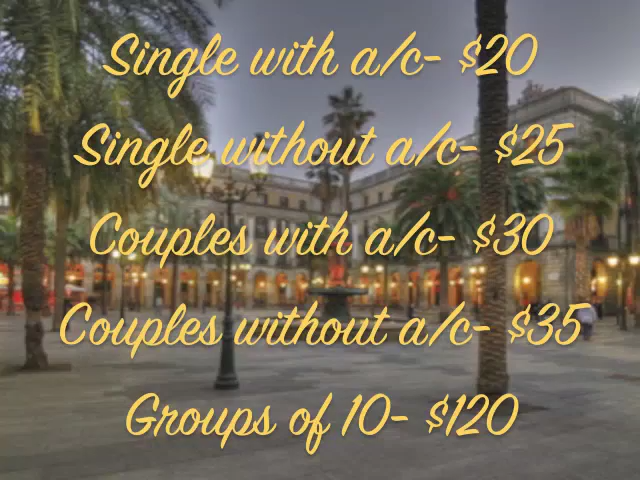 Single with a/c- $20
Single without a/c- $25
Couples with a/c- $30
Couples without a/c- $35
Groups of 10- $120